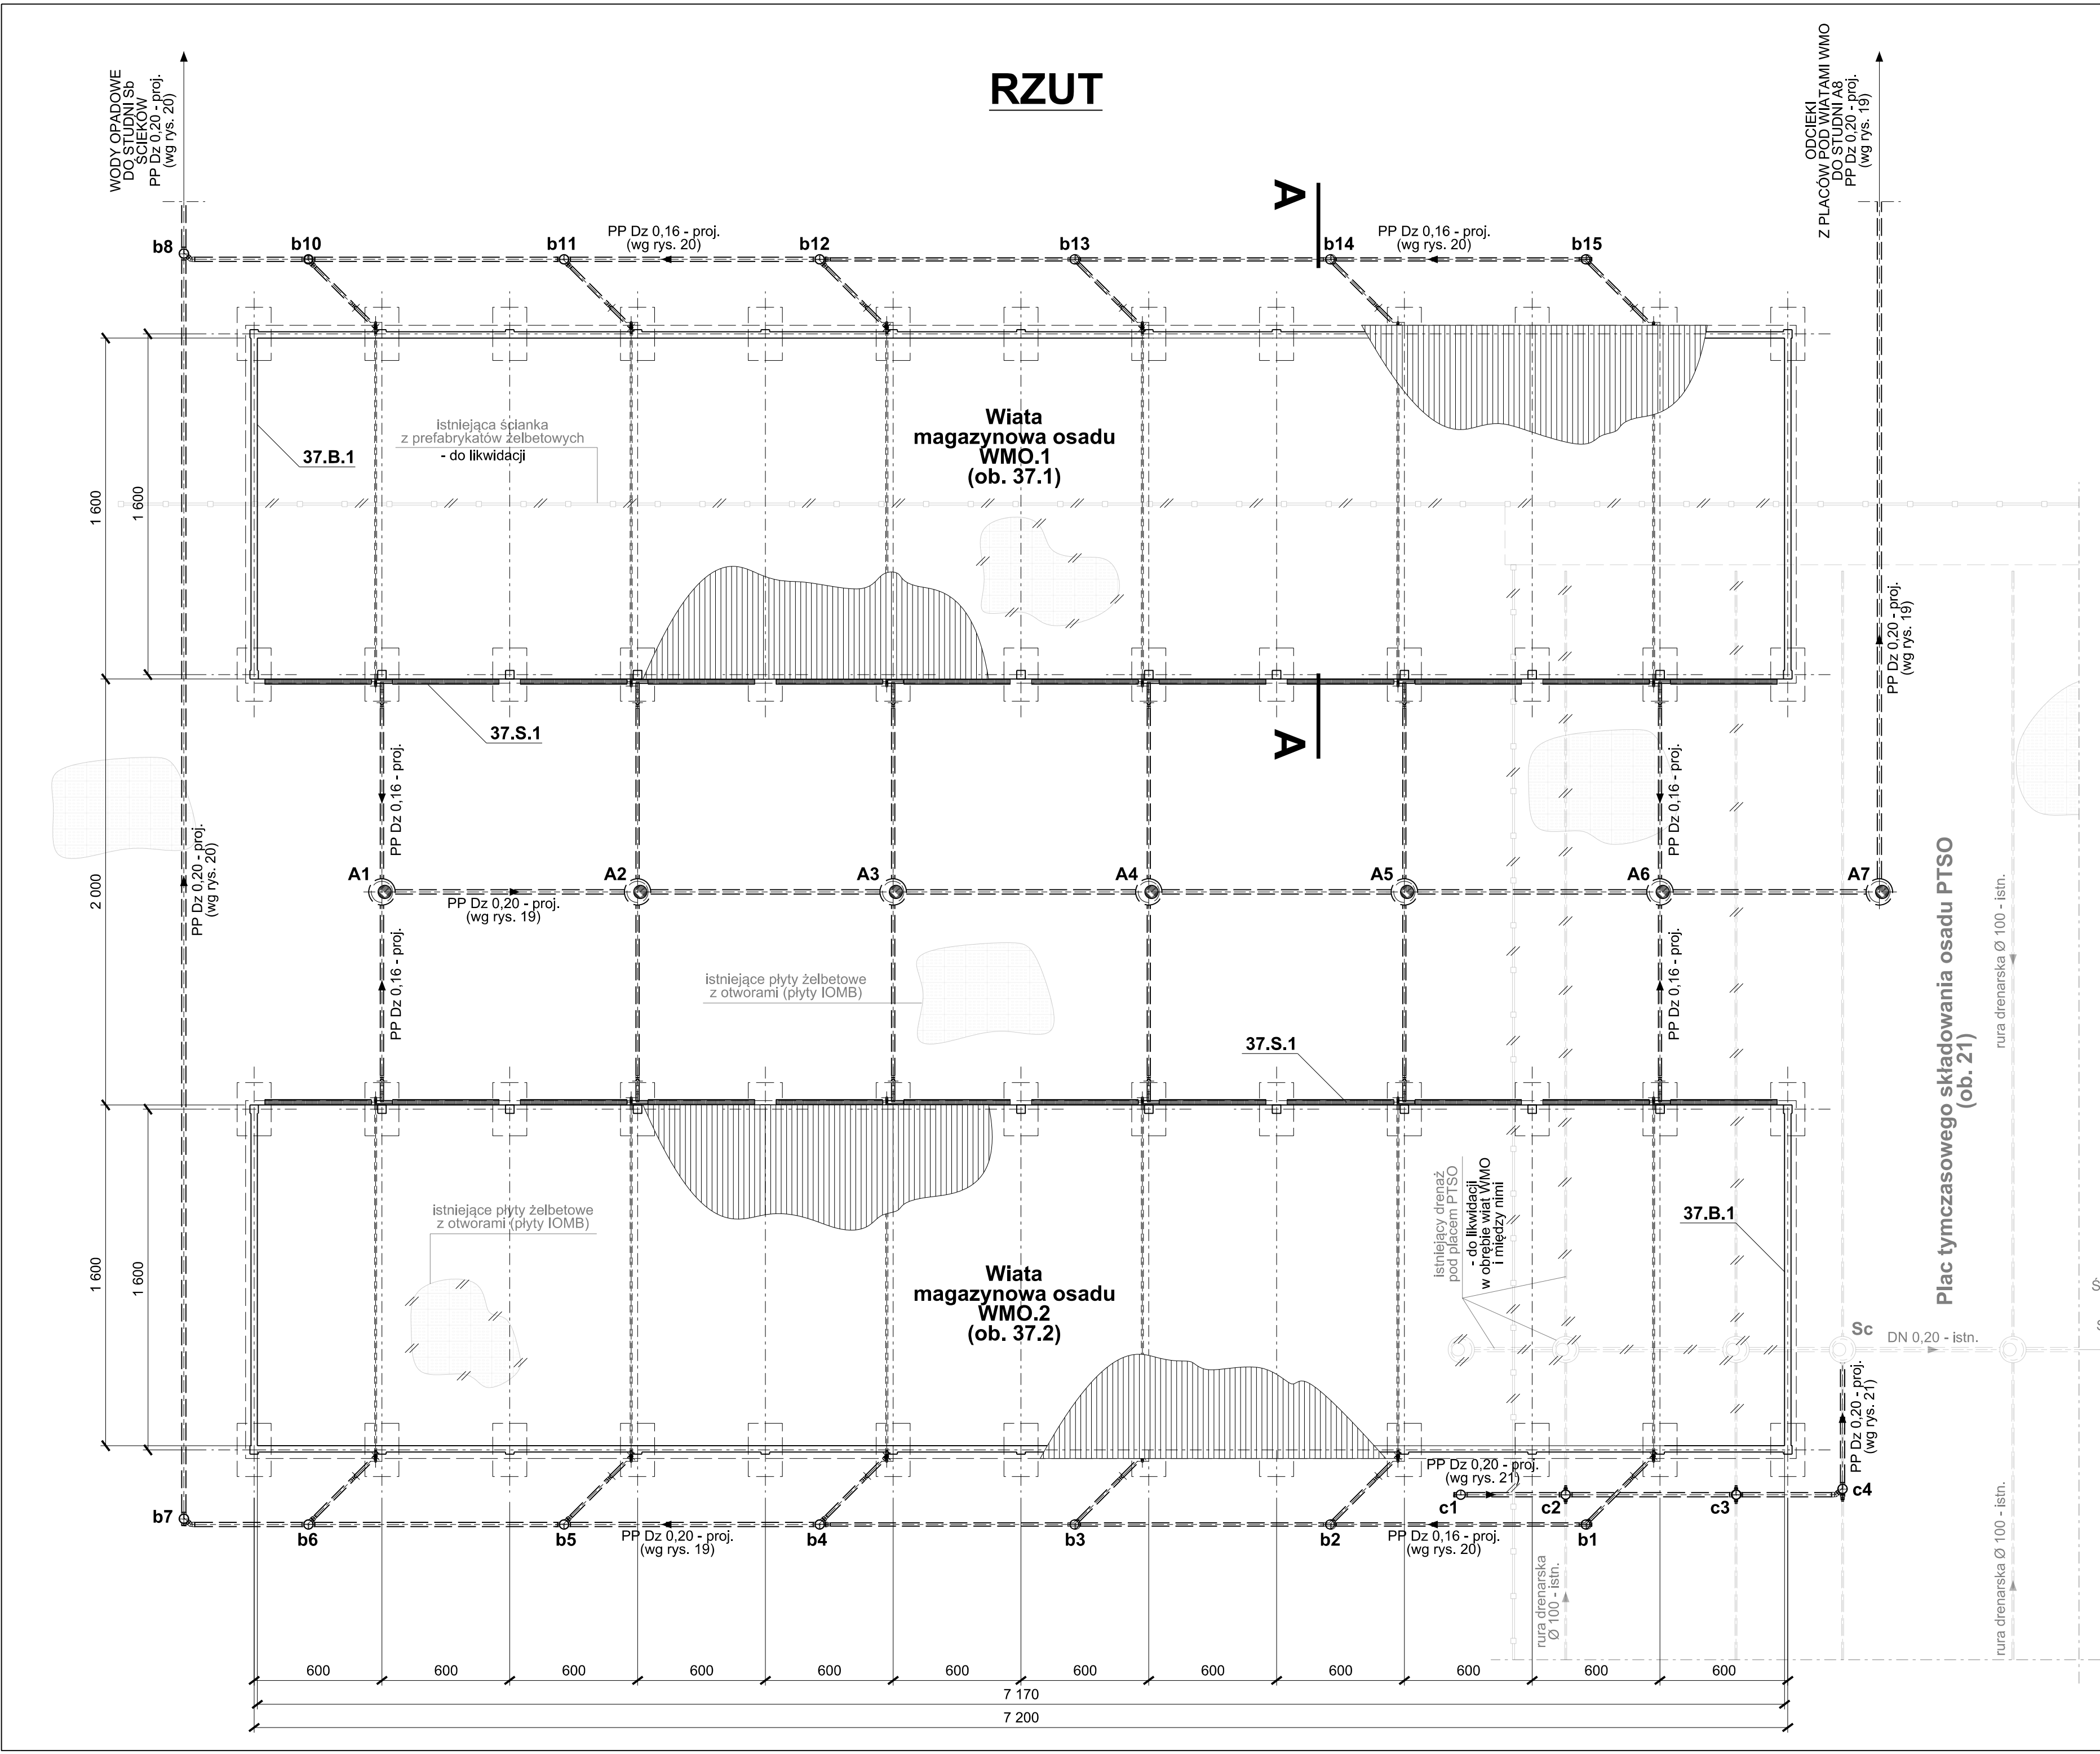 RZUT
WODY OPADOWE
DO STUDNI Sb
ŚCIEKÓW
PP Dz 0,20 - proj.
(wg rys. 20)
ODCIEKI
Z PLACÓW POD WIATAMI WMO
DO STUDNI A8
PP Dz 0,20 - proj.
(wg rys. 19)
A
b8
b10
b11
PP Dz 0,16 - proj.
(wg rys. 20)
b12
b13
b14
PP Dz 0,16 - proj.
(wg rys. 20)
b15
istniejąca ścianka
z prefabrykatów żelbetowych
- do likwidacji
37.B.1
Wiata
magazynowa osadu
WMO.1
(ob. 37.1)
1 600
1 600
PP Dz 0,20 - proj.
(wg rys. 19)
37.S.1
A
PP Dz 0,16 - proj.
PP Dz 0,16 - proj.
PP Dz 0,20 - proj.
(wg rys. 20)
2 000
A1
A2
A3
A4
A5
A6
A7
PP Dz 0,20 - proj.
(wg rys. 19)
PP Dz 0,16 - proj.
PP Dz 0,16 - proj.
istniejące płyty żelbetowe
z otworami (płyty IOMB)
37.S.1
Plac tymczasowego składowania osadu PTSO
(ob. 21)
rura drenarska Ø 100 - istn.
istniejące płyty żelbetowe
z otworami (płyty IOMB)
istniejący drenaż
pod placem PTSO
- do likwidacji
w obrębie wiat WMO
i między nimi
37.B.1
1 600
1 600
Wiata
magazynowa osadu
WMO.2
(ob. 37.2)
Sc
DN 0,20 - istn.
PP Dz 0,20 - proj.
(wg rys. 21)
PP Dz 0,20 - proj.
(wg rys. 21)
c1
c2
c3
c4
b7
b6
b5
PP Dz 0,20 - proj.
(wg rys. 19)
b4
b3
b2
PP Dz 0,16 - proj.
(wg rys. 20)
b1
rura drenarska
Ø 100 - istn.
rura drenarska Ø 100 - istn.
600 600 600 600 600 600 600 600 600 600 600 600
7 170
7 200